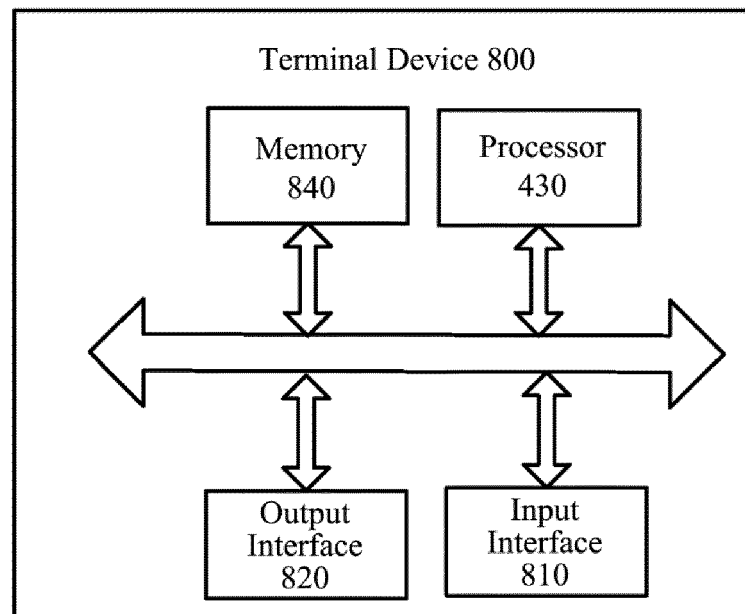 Terminal Device 800
Memory
840
Processor
430
Output
Interface
820
Input
Interface
810